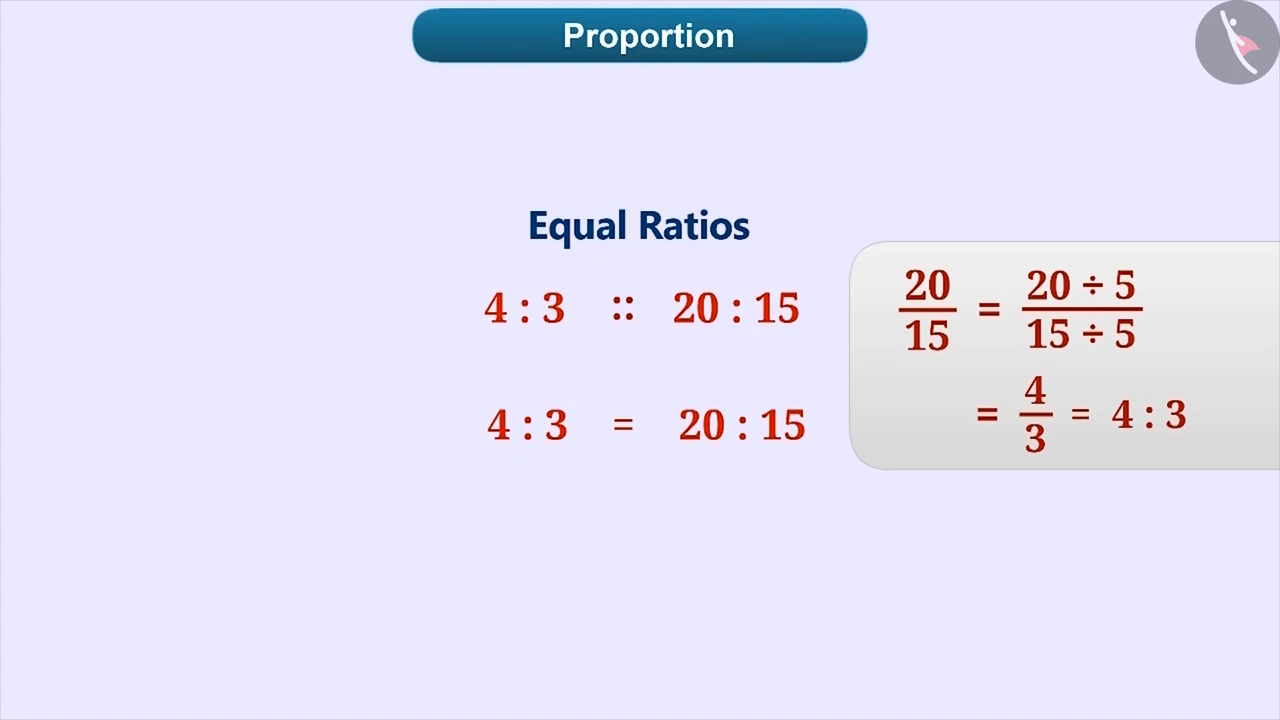 Proportion
Equal Ratios
4 : 3 :: 20 : 15
4 : 3 = 20 : 15
20/15 = 20 ÷ 5/15 ÷ 5
= 4/3 = 4 : 3